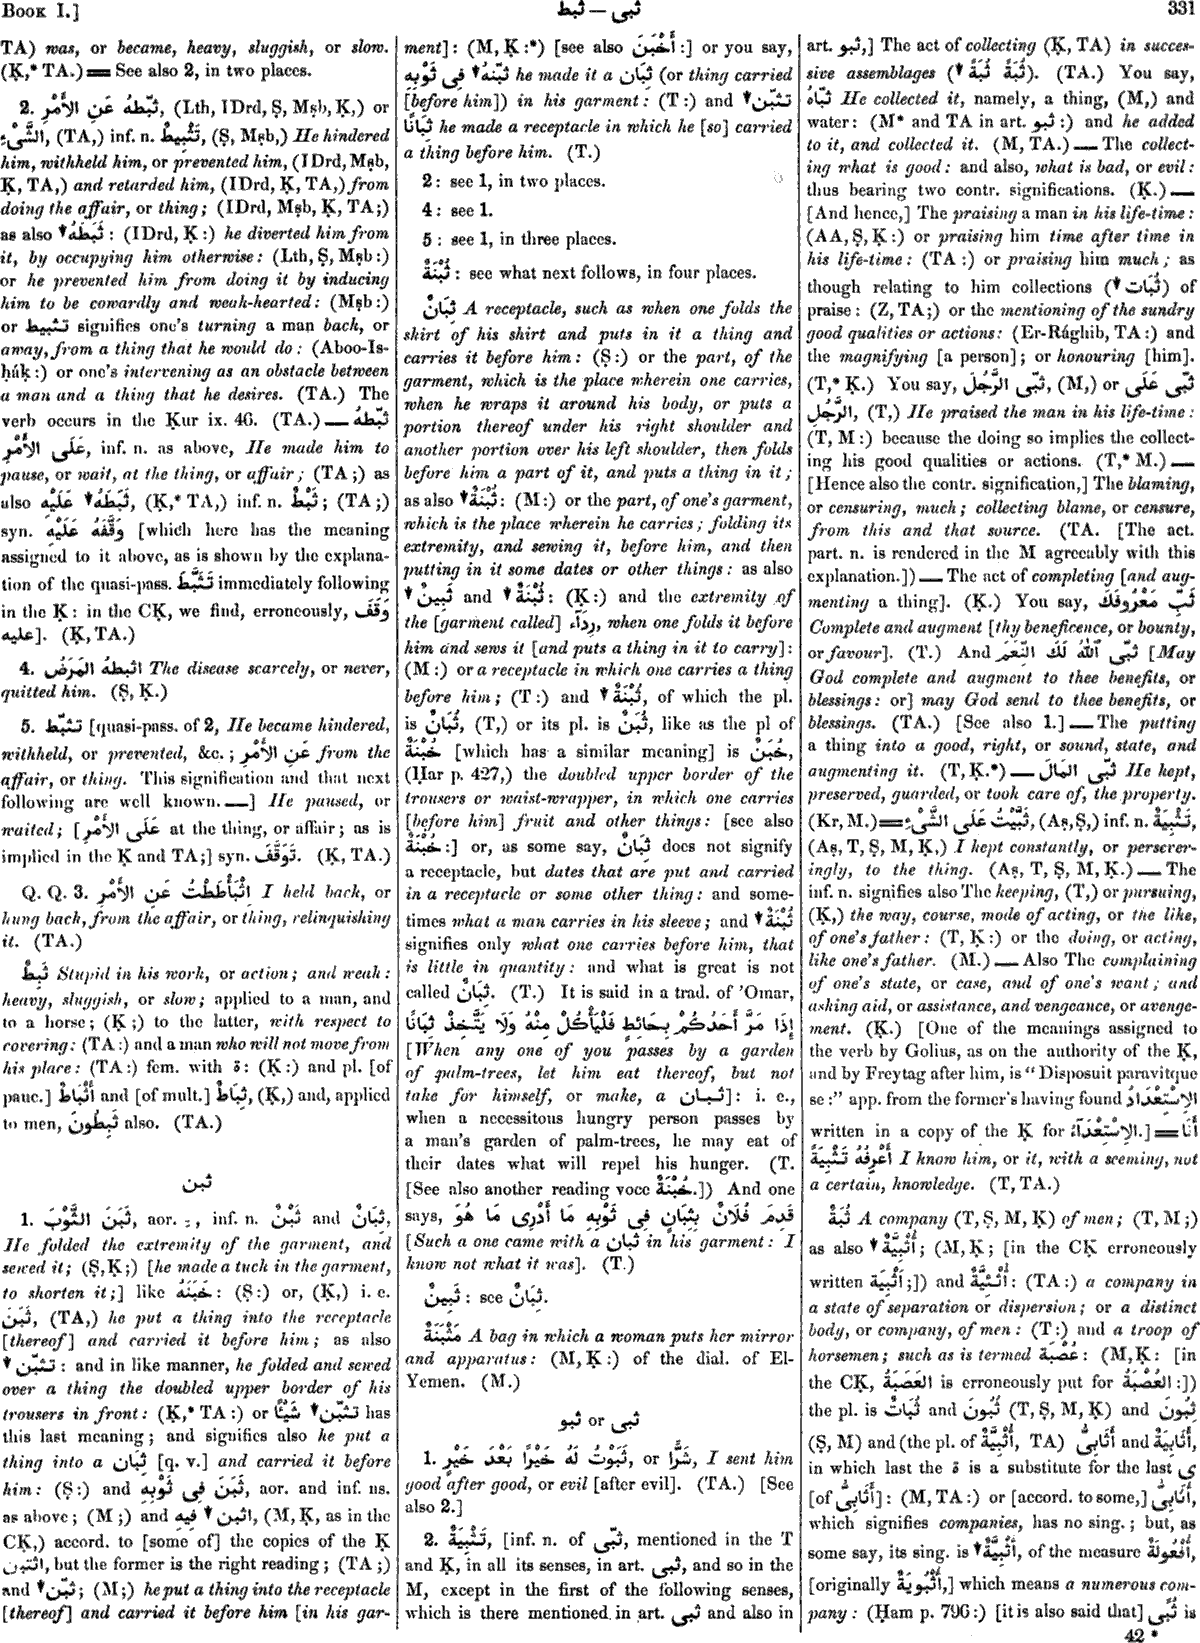 Book I.]
ثبى — ثبط
331
TA) was, or became, heavy, sluggish, or slow.
(Ḳ,* TA.) ▬▬ See also 2, in two places.
2. ثبّطهُ عَنِ الأَمْرِ, (Lth, IDrd, Ṣ, Mṣb, Ḳ,) or
الشَّىْءِ, (TA,) inf. n. تَثْبِيطٌ, (Ṣ, Mṣb,) He hindered
him, withheld him, or prevented him, (IDrd, Mṣb,
Ḳ, TA,) and retarded him, (IDrd, Ḳ, TA,) from
doing the affair, or thing; (IDrd, Mṣb, Ḳ, TA;)
as also ↓ثَبَطَهُ : (IDrd, Ḳ:) he diverted him from
it, by occupying him otherwise: (Lth, Ṣ, Mṣb:)
or he prevented him from doing it by inducing
him to be cowardly and weak-hearted: (Mṣb:)
or تثبيط signifies one's turning a man back, or
away, from a thing that he would do: (Aboo-Is-
ḥáḳ:) or one's intervening as an obstacle between
a man and a thing that he desires. (TA.) The
verb occurs in the Ḳur ix. 46. (TA.) — ثبّطهُ
عَلَى الأَمْرِ, inf. n. as above, He made him to
pause, or wait, at the thing, or affair; (TA;) as
also ↓ثَبَطَهُ عَلَيْهِ, (Ḳ,* TA,) inf. n. ثَبْطٌ; (TA;)
syn. وَقَّفَهُ عَلَيْهِ [which here has the meaning
assigned to it above, as is shown by the explana-
tion of the quasi-pass. تَثَبَّطَ immediately following
in the Ḳ: in the CḲ, we find, erroneously, وَقَفَ
عليه]. (Ḳ, TA.)
4. اثبطهُ المَرَضُ The disease scarcely, or never,
quitted him. (Ṣ, Ḳ.)
5. تثبّط [quasi-pass. of 2, He became hindered,
withheld, or prevented, &c.; عَنِ الأَمْرِ from the
affair, or thing. This signification and that next
following are well known. —] He paused, or
waited; [عَلَى الأَمْرِ at the thing, or affair; as is
implied in the Ḳ and TA;] syn. تَوَقَّفَ. (Ḳ, TA.)
Q. Q. 3. اثْبَأْطَطْتُ عَنِ الأَمْرِ I held back, or
hung back, from the affair, or thing, relinquishing
it. (TA.)
ثَبِطٌ Stupid in his work, or action; and weak:
heavy, sluggish, or slow; applied to a man, and
to a horse; (Ḳ;) to the latter, with respect to
covering: (TA:) and a man who will not move from
his place: (TA:) fem. with ة: (Ḳ:) and pl. [of
pauc.] أَثْبَاطٌ and [of mult.] ثِبَاطٌ, (Ḳ,) and, applied
to men, ثَبِطُونَ also. (TA.)
ثبن
1. ثَبَنَ الثَّوْبَ, aor. ـِ, inf. n. ثَبْنٌ and ثِبَانٌ,
He folded the extremity of the garment, and
sewed it; (Ṣ, Ḳ;) [he made a tuck in the garment,
to shorten it;] like خَبَنَهُ: (Ṣ:) or, (Ḳ,) i. e.
ثَبَنَ, (TA,) he put a thing into the receptacle
[thereof] and carried it before him; as also
↓تثبّن : and in like manner, he folded and sewed
over a thing the doubled upper border of his
trousers in front: (Ḳ,* TA:) or ↓تثبّن شَيْئًا has
this last meaning; and signifies also he put a
thing into a ثِبَان [q. v.] and carried it before
him: (Ṣ:) and ثَبَنَ فِى ثَوْبِهِ, aor. and inf. ns.
as above; (M;) and ↓اثبن فِيهِ, (M, Ḳ, as in the
CḲ,) accord. to [some of] the copies of the Ḳ
اثّبن, but the former is the right reading; (TA;)
and ↓ثبّن; (M;) he put a thing into the receptacle
[thereof] and carried it before him [in his gar-
ment]: (M, Ḳ:*) [see also أَخْبَنَ:] or you say,
↓ثبّنهُ فِى ثَوْبِهِ he made it a ثِبَان (or thing carried
[before him]) in his garment: (T:) and ↓تثبّن
ثِبَانًا he made a receptacle in which he [so] carried
a thing before him. (T.)
2: see 1, in two places.
4: see 1.
5: see 1, in three places.
ثُبْنَةٌ: see what next follows, in four places.
ثِبَانٌ A receptacle, such as when one folds the
skirt of his shirt and puts in it a thing and
carries it before him: (Ṣ:) or the part, of the
garment, which is the place wherein one carries,
when he wraps it around his body, or puts a
portion thereof under his right shoulder and
another portion over his left shoulder, then folds
before him a part of it, and puts a thing in it;
as also ↓ثُبْنَةٌ: (M:) or the part, of one's garment,
which is the place wherein he carries; folding its
extremity, and sewing it, before him, and then
putting in it some dates or other things: as also
↓ثَبِينٌ and ↓ثُبْنَةٌ: (Ḳ:) and the extremity of
the [garment called] رِدَآء, when one folds it before
him and sews it [and puts a thing in it to carry]:
(M:) or a receptacle in which one carries a thing
before him; (T:) and ↓ثُبْنَةٌ, of which the pl.
is ثِبَانٌ, (T,) or its pl. is ثُبَنٌ, like as the pl of
خُبْنَةٌ [which has a similar meaning] is خُبَنٌ,
(Ḥar p. 427,) the doubled upper border of the
trousers or waist-wrapper, in which one carries
[before him] fruit and other things: [see also
خُبْنَةٌ:] or, as some say, ثِبَانٌ does not signify
a receptacle, but dates that are put and carried
in a receptacle or some other thing: and some-
times what a man carries in his sleeve; and ↓ثُبْنَةٌ
signifies only what one carries before him, that
is little in quantity: and what is great is not
called ثِبَانٌ. (T.) It is said in a trad. of 'Omar,
إِذَا مَرَّ أَحَدُكُمْ بِحَائِطٍ فَلْيَأْكُلْ مِنْهُ وَلَا يَتَّخِذْ ثِبَانًا
[When any one of you passes by a garden
of palm-trees, let him eat thereof, but not
take for himself, or make, a ثبان]: i. e.,
when a necessitous hungry person passes by
a man's garden of palm-trees, he may eat of
their dates what will repel his hunger. (T.
[See also another reading voce خُبْنَةٌ.]) And one
says, قَدِمَ فُلَانٌ بِثِبَانٍ فِى ثَوْبِهِ مَا أَدْرِى مَا هُوَ
[Such a one came with a ثبان in his garment: I
know not what it was]. (T.)
ثَبِينٌ: see ثِبَانٌ.
مَثْبَنَةٌ A bag in which a woman puts her mirror
and apparatus: (M, Ḳ:) of the dial. of El-
Yemen. (M.)
ثبو or ثبى
1. ثَبَوْتُ لَهُ خَيْرًا بَعْدَ خَيْرٍ, or شَرًّا, I sent him
good after good, or evil [after evil]. (TA.) [See
also 2.]
2. تَثْبِيَةٌ, [inf. n. of ثبّى, mentioned in the T
and Ḳ, in all its senses, in art. ثبى, and so in the
M, except in the first of the following senses,
which is there mentioned in art. ثبى and also in
art. ثبو,] The act of collecting (Ḳ, TA) in succes-
sive assemblages (↓ثُبَةً ثُبَةً). (TA.) You say,
ثبّاهُ He collected it, namely, a thing, (M,) and
water: (M* and TA in art. ثبو:) and he added
to it, and collected it. (M, TA.) — The collect-
ing what is good: and also, what is bad, or evil:
thus bearing two contr. significations. (Ḳ.) —
[And hence,] The praising a man in his life-time:
(AA, Ṣ, Ḳ:) or praising him time after time in
his life-time: (TA:) or praising him much; as
though relating to him collections (↓ثُبَات) of
praise: (Z, TA;) or the mentioning of the sundry
good qualities or actions: (Er-Rághib, TA:) and
the magnifying [a person]; or honouring [him].
(T,* Ḳ.) You say, ثبّى الرَّجُلَ, (M,) or ثبّى عَلَى
الرَّجُلِ, (T,) He praised the man in his life-time:
(T, M:) because the doing so implies the collect-
ing his good qualities or actions. (T,* M.) —
[Hence also the contr. signification,] The blaming,
or censuring, much; collecting blame, or censure,
from this and that source. (TA. [The act.
part. n. is rendered in the M agreeably with this
explanation.]) — The act of completing [and aug-
menting a thing]. (Ḳ.) You say, ثَبِّ مَعْرُوفَكَ
Complete and augment [thy beneficence, or bounty,
or favour]. (T.) And ثبّى ٱللّٰهُ لَكَ النِّعَمَ [May
God complete and augment to thee benefits, or
blessings: or] may God send to thee benefits, or
blessings. (TA.) [See also 1.] — The putting
a thing into a good, right, or sound, state, and
augmenting it. (T, Ḳ.*) — ثبّى المَالَ He kept,
preserved, guarded, or took care of, the property.
(Kr, M.) ▬▬ ثَبَّيْتُ عَلَى الشَّىْءِ, (Aṣ, Ṣ,) inf. n. تَثْبِيَةٌ,
(Aṣ, T, Ṣ, M, Ḳ,) I kept constantly, or persever-
ingly, to the thing. (Aṣ, T, Ṣ, M, Ḳ.) — The
inf. n. signifies also The keeping, (T,) or pursuing,
(Ḳ,) the way, course, mode of acting, or the like,
of one's father: (T, Ḳ:) or the doing, or acting,
like one's father. (M.) — Also The complaining
of one's state, or case, and of one's want; and
asking aid, or assistance, and vengeance, or avenge-
ment. (Ḳ.) [One of the meanings assigned to
the verb by Golius, as on the authority of the Ḳ,
and by Freytag after him, is "Disposuit paravitque
se:" app. from the former's having found الاِسْتِعْدَادُ
written in a copy of the Ḳ for الاِسْتِعْدَآءُ.] ▬▬ أَنَا
أَعْرِفُهُ تَثْبِيَةً I know him, or it, with a seeming, not
a certain, knowledge. (T, TA.)
ثُبَةٌ A company (T, Ṣ, M, Ḳ) of men; (T, M;)
as also ↓أُثْبِيَّةٌ; (M, Ḳ; [in the CḲ erroneously
written أُثْبِيَة;]) and أُثْئِيَّةٌ: (TA:) a company in
a state of separation or dispersion; or a distinct
body, or company, of men: (T:) and a troop of
horsemen; such as is termed عُصْبَة: (M, Ḳ: [in
the CḲ, العَصَبَةُ is erroneously put for العُصْبَةُ:])
the pl. is ثُبَاتٌ and ثُبُونَ (T, Ṣ, M, Ḳ) and ثِبُونَ
(Ṣ, M) and (the pl. of أُثْبِيَّةٌ, TA) أَثَابِىُّ and أَثَابِيَةٌ,
in which last the ة is a substitute for the last ى
[of أَثَابِىُّ]: (M, TA:) or [accord. to some,] أَثَابِىُّ,
which signifies companies, has no sing.; but, as
some say, its sing. is ↓أُثْبِيَّةٌ, of the measure أُفْعُولَةٌ,
[originally أُثْبُويَةٌ,] which means a numerous com-
pany: (Ḥam p. 796:) [it is also said that] ثُبًى is
42 *